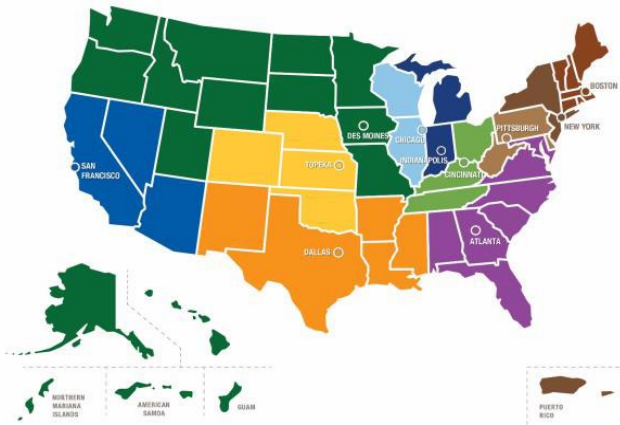 BOSTON
NEW YORK
PITTSBURGH
DES MOINES
CHICAGO
INDIANAPOLIS
CINCINNATI
TOPEKA
SAN
FRANCISCO
DALLAS
ATLANTA
NORTHERN
MARIANA
ISLANDS
AMERICAN
SAMOA
GUAM
PUERTO
RICO